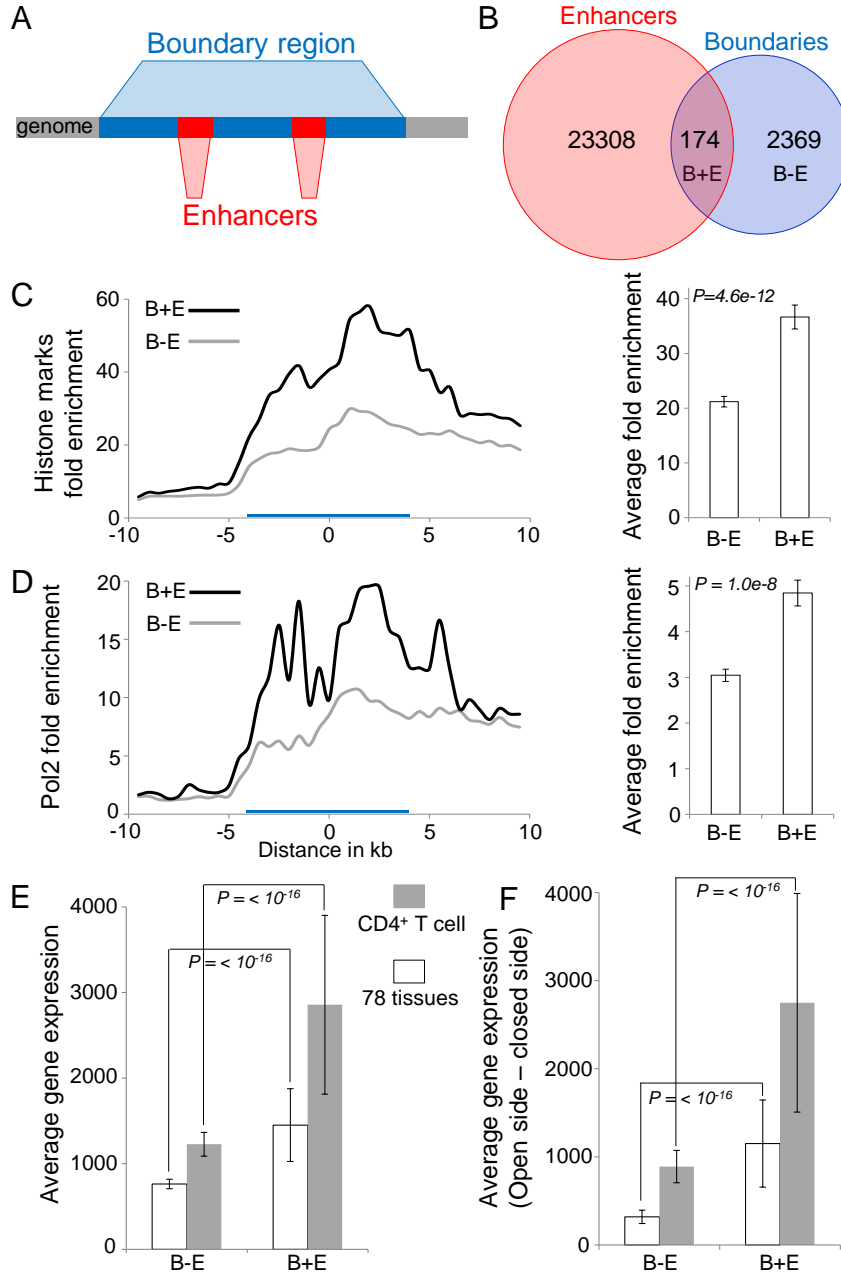 A
Boundary region
genome
Enhancers
B
Enhancers
Boundaries
23308
174
2369
B+E
B-E
C
Histone marks
fold enrichment
60
40
20
0
B+E
B-E
-10
-5
0
5
10
Average fold enrichment
P=4.6e-12
40
30
20
10
0
B-E
B+E
D
Pol2 fold enrichment
20
15
10
5
0
B+E
B-E
-10
-5
0
5
10
Distance in kb
Average fold enrichment
P = 1.0e-8
5
4
3
2
1
0
B-E
B+E
E
Average gene expression
4000
3000
2000
1000
0
P = < 10-16
P = < 10-16
B-E
B+E
CD4+ T cell
78 tissues
F
Average gene expression
(Open side – closed side)
4000
3000
2000
1000
0
P = < 10-16
P = < 10-16
B-E
B+E